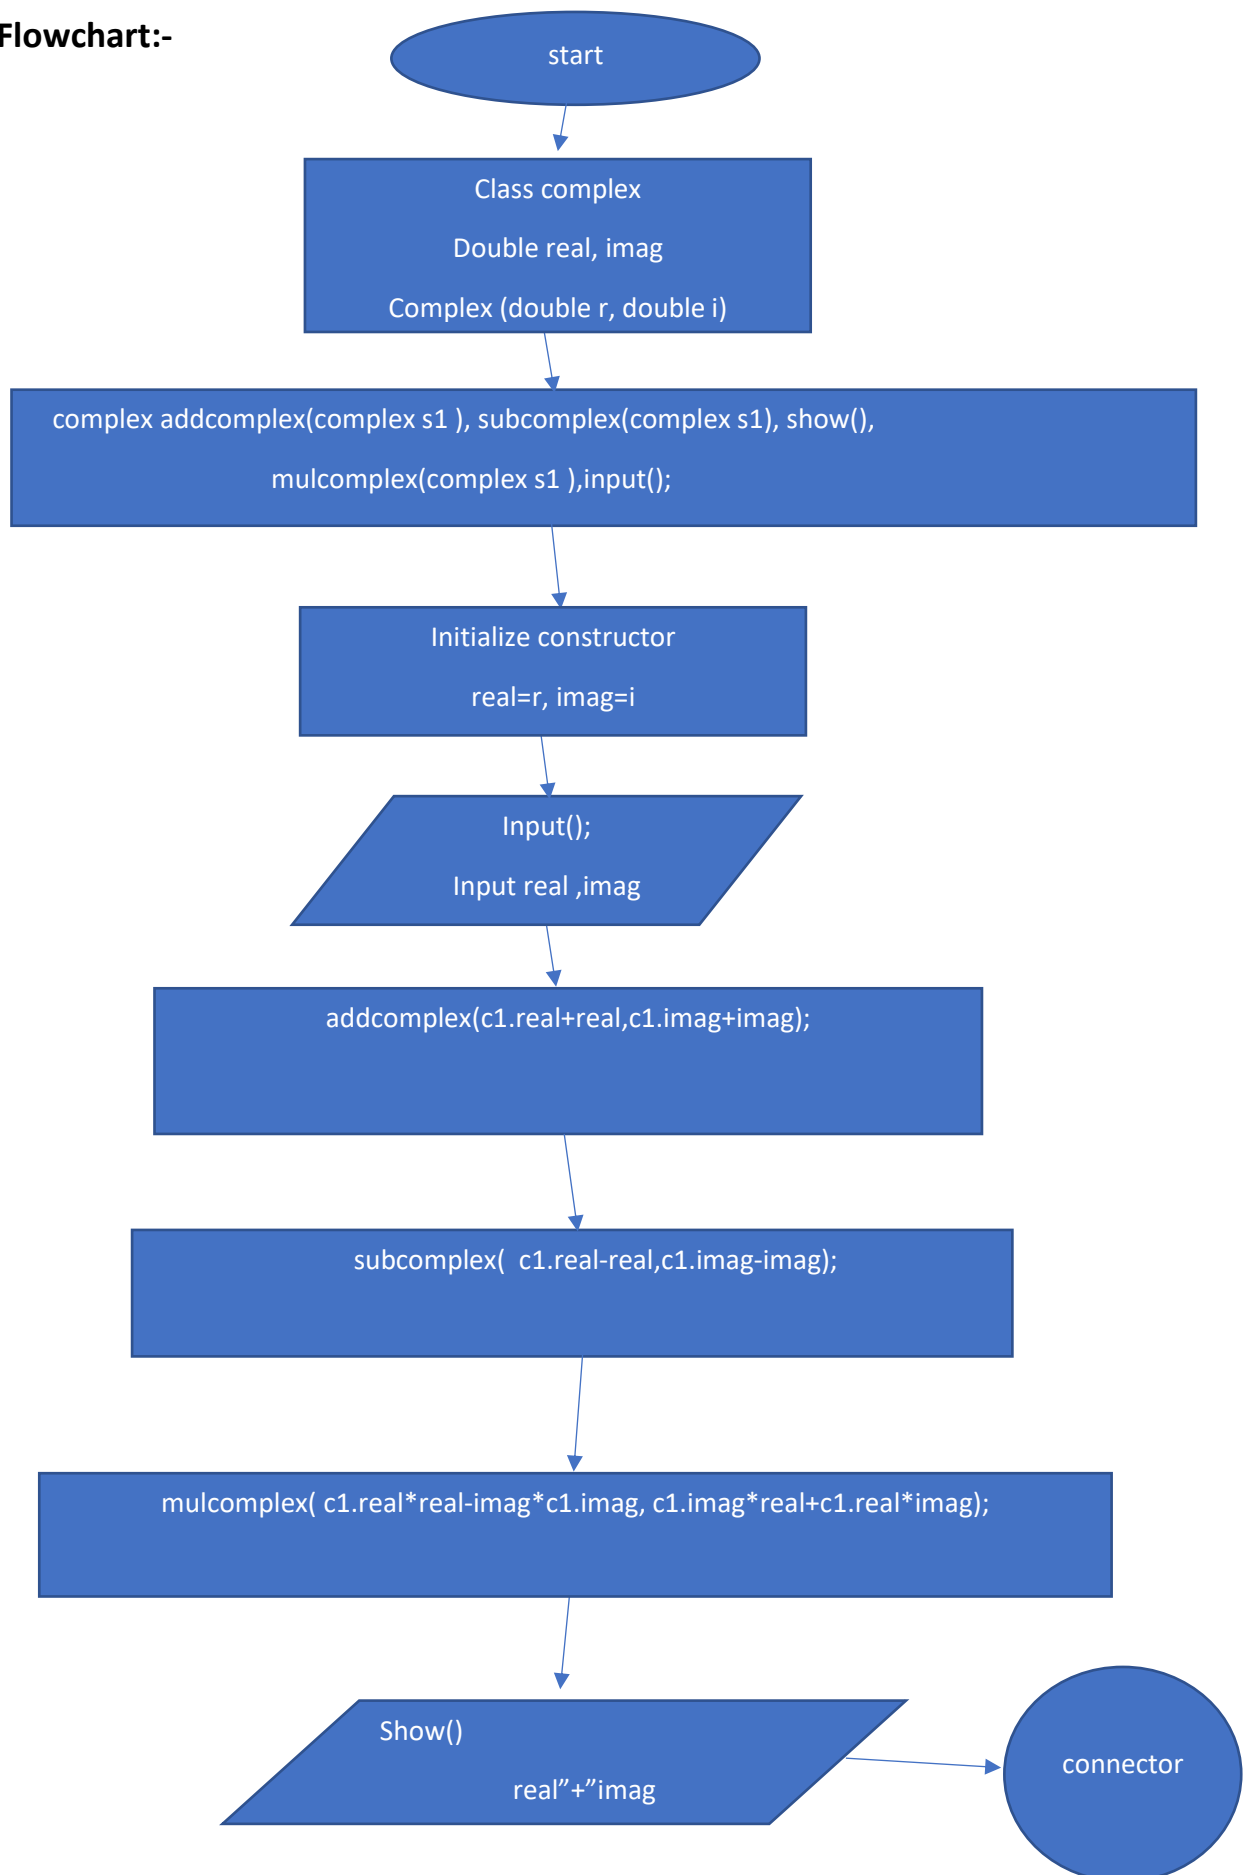 Flowchart:-
start
Class complex
Double real, imag
Complex (double r, double i)
complex addcomplex(complex s1 ), subcomplex(complex s1), show(),
mulcomplex(complex s1 ),input();
Initialize constructor
real=r, imag=i
Input();
Input real ,imag
addcomplex(c1.real+real,c1.imag+imag);
subcomplex(  c1.real-real,c1.imag-imag);
mulcomplex( c1.real*real-imag*c1.imag, c1.imag*real+c1.real*imag);
Show()
real”+”imag
connector